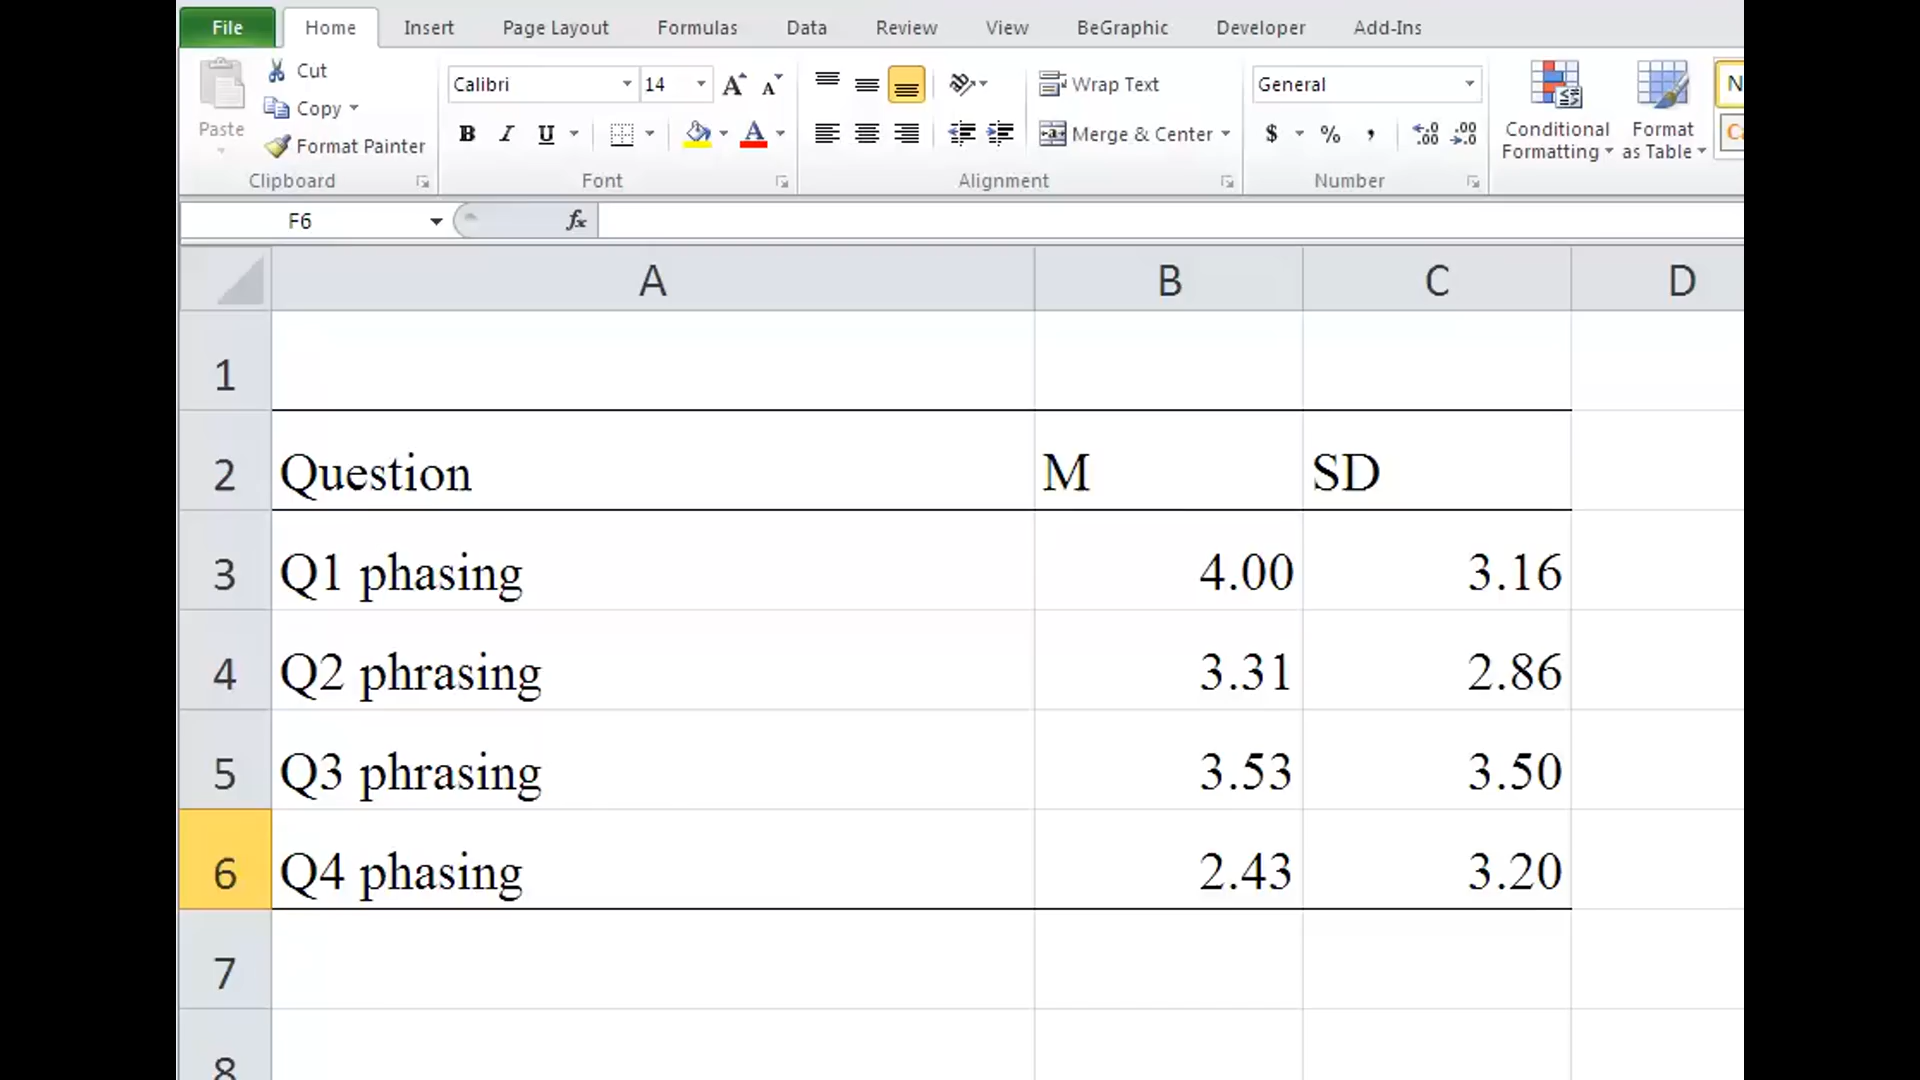 File Home Insert Page Layout Formulas Data Review View BeGraphic Developer Add-Ins
Cut
Copy
Format Painter
Paste
Clipboard
Calibri 14
B I U
Font
Wrap Text
Merge & Center
Alignment
General
$ % ,
Number
Conditional Formatting
Format as Table
F6 fx
A B C D
1
2 Question M SD
3 Q1 phasing 4.00 3.16
4 Q2 phrasing 3.31 2.86
5 Q3 phrasing 3.53 3.50
6 Q4 phasing 2.43 3.20
7
8